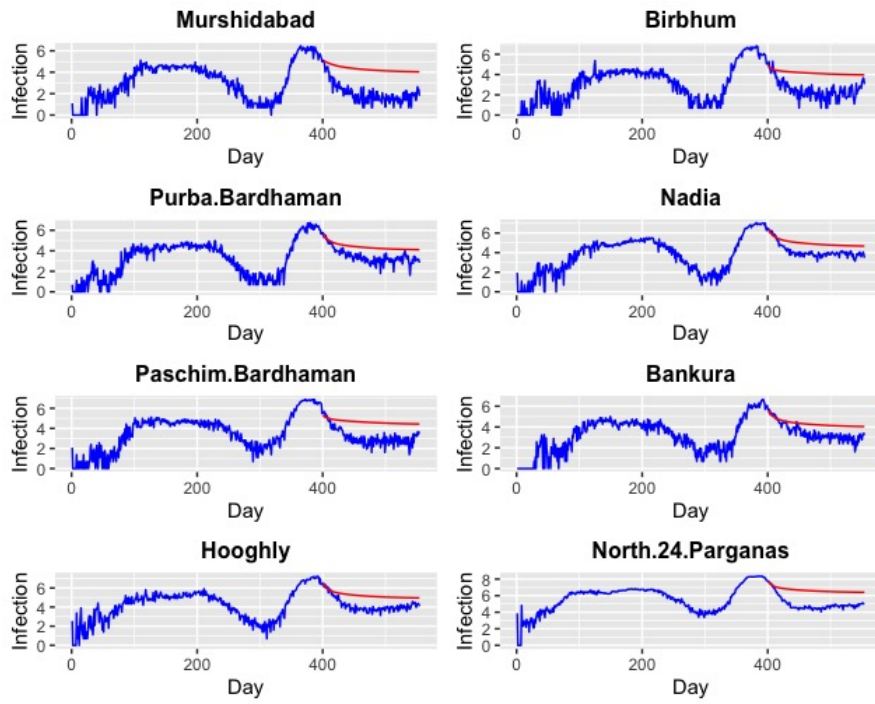 Murshidabad
Infection
6
4
2
0
0 200 400
Day
Birbhum
Infection
6
4
2
0
0 200 400
Day
Purba.Bardhaman
Infection
6
4
2
0
0 200 400
Day
Nadia
Infection
6
4
2
0
0 200 400
Day
Paschim.Bardhaman
Infection
6
4
2
0
0 200 400
Day
Bankura
Infection
6
4
2
0
0 200 400
Day
Hooghly
Infection
6
4
2
0
0 200 400
Day
North.24.Parganas
Infection
8
6
4
2
0
0 200 400
Day